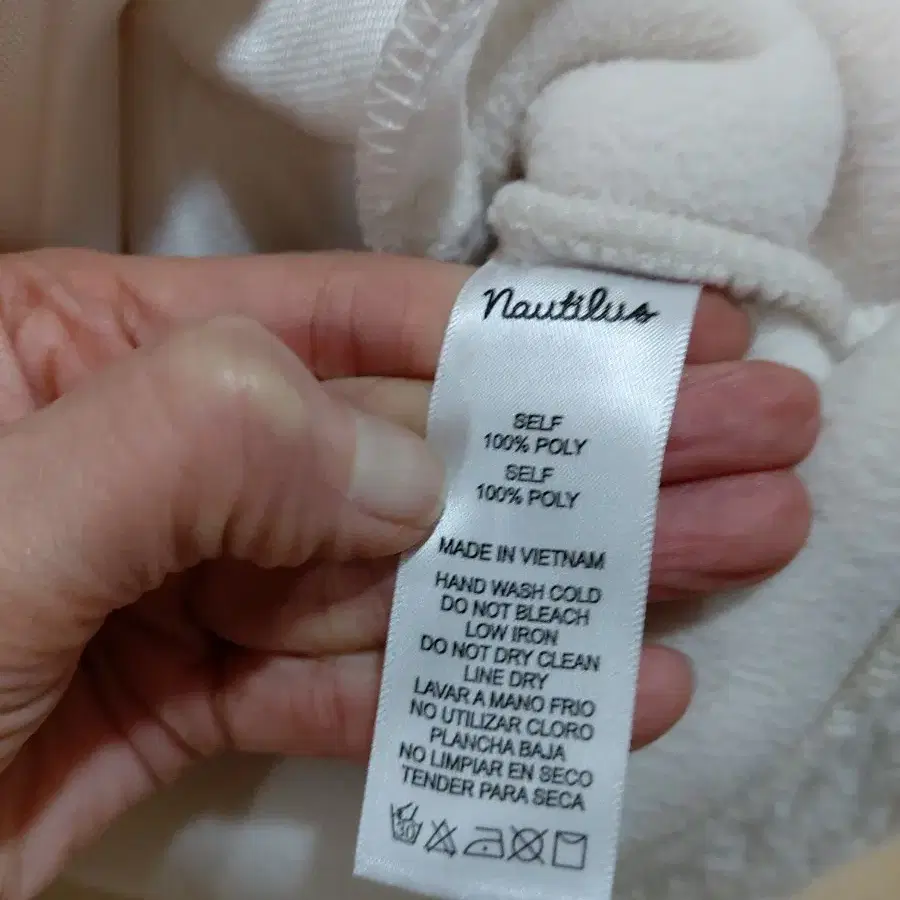 Nautilus
SELF
100% POLY
SELF
100% POLY
MADE IN VIETNAM
HAND WASH COLD
DO NOT BLEACH
LOW IRON
DO NOT DRY CLEAN
LINE DRY
LAVAR A MANO FRIO
NO UTILIZAR CLORO
PLANCHA BAJA
NO LIMPIAR EN SECO
TENDER PARA SECA
30